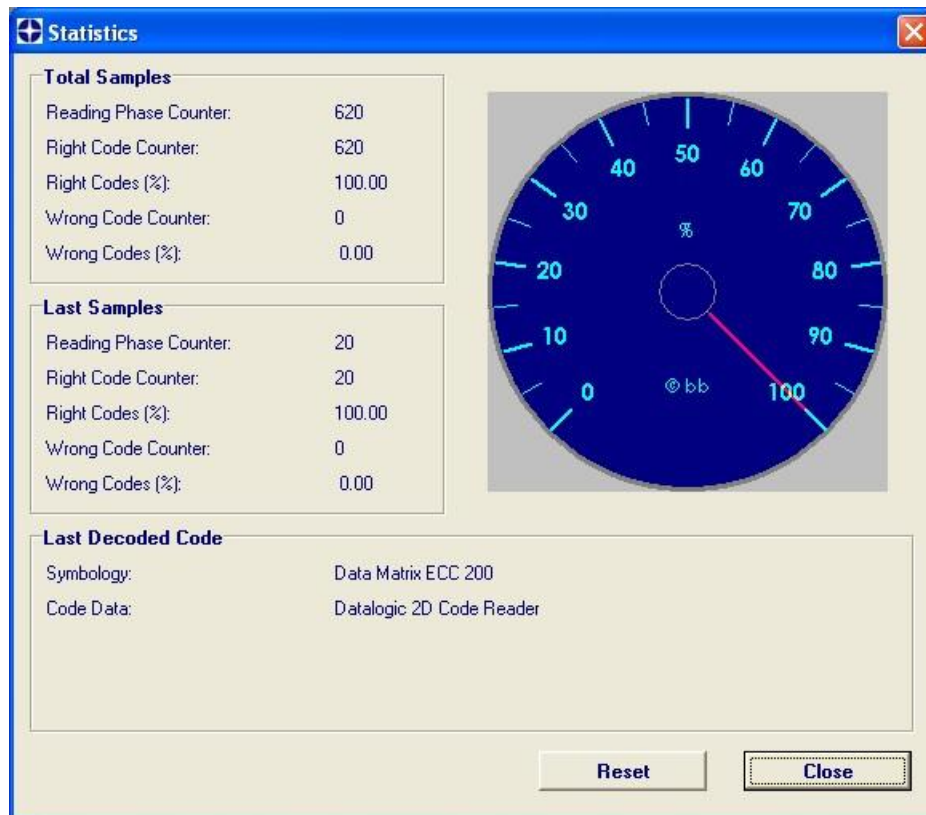 Statistics
Total Samples
Reading Phase Counter: 620
Right Code Counter: 620
Right Codes (%): 100.00
Wrong Code Counter: 0
Wrong Codes (%): 0.00
Last Samples
Reading Phase Counter: 20
Right Code Counter: 20
Right Codes (%): 100.00
Wrong Code Counter: 0
Wrong Codes (%): 0.00
0
10
20
30
40
50
60
70
80
90
100
%
© bb
Last Decoded Code
Symbology: Data Matrix ECC 200
Code Data: Datalogic 2D Code Reader
Reset Close